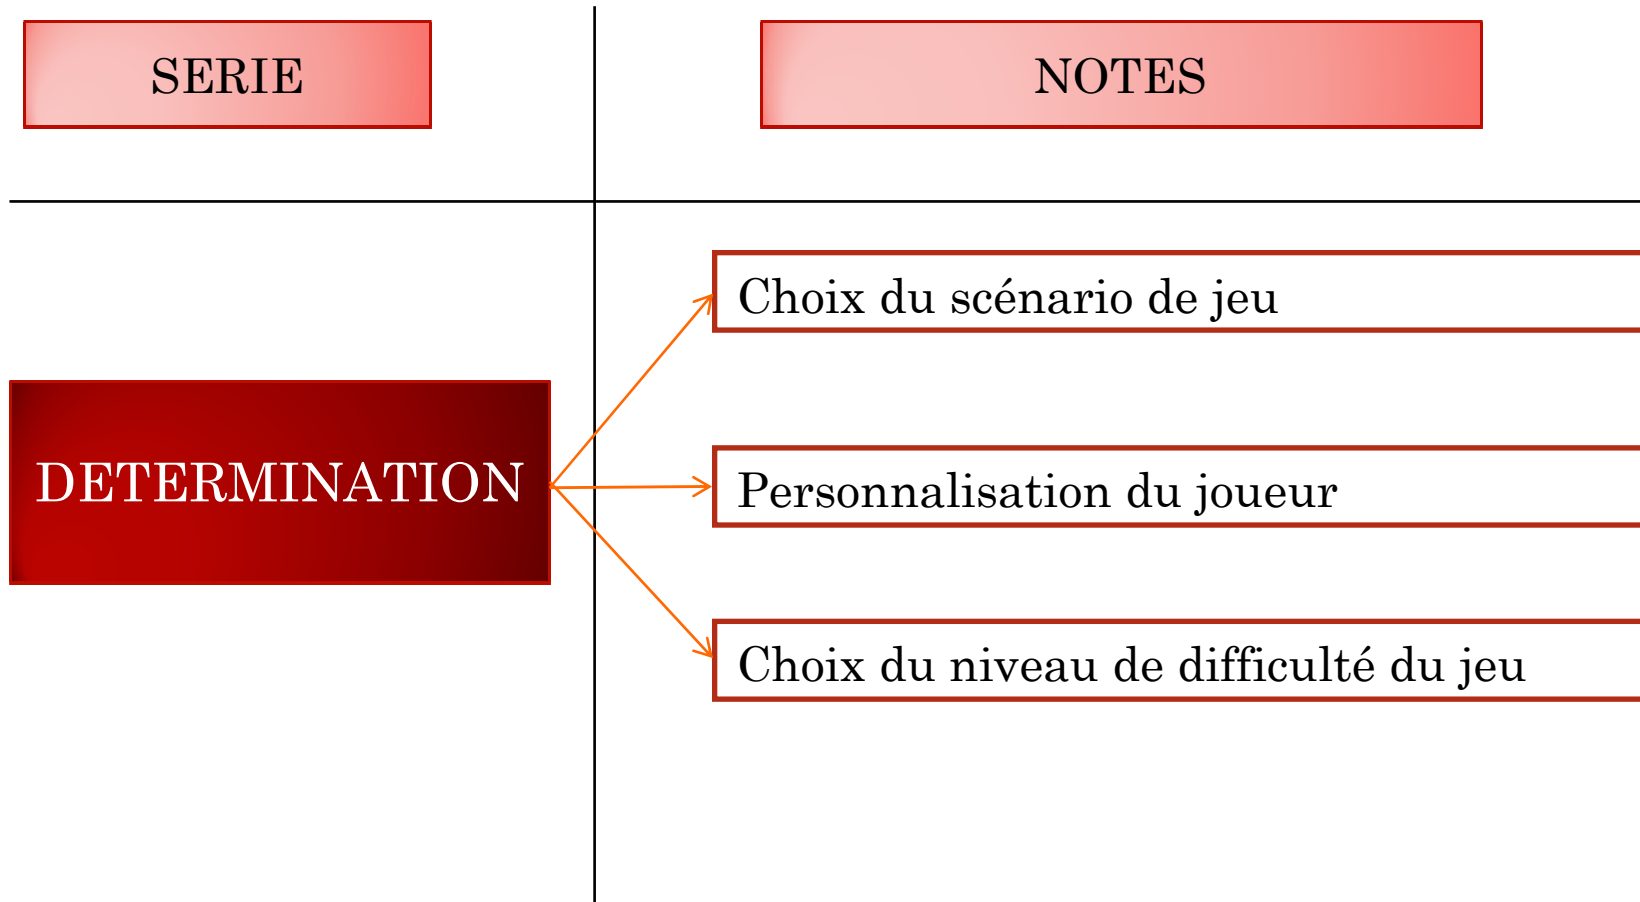 SERIE
NOTES
Choix du scénario de jeu
DETERMINATION
Personnalisation du joueur
Choix du niveau de difficulté du jeu